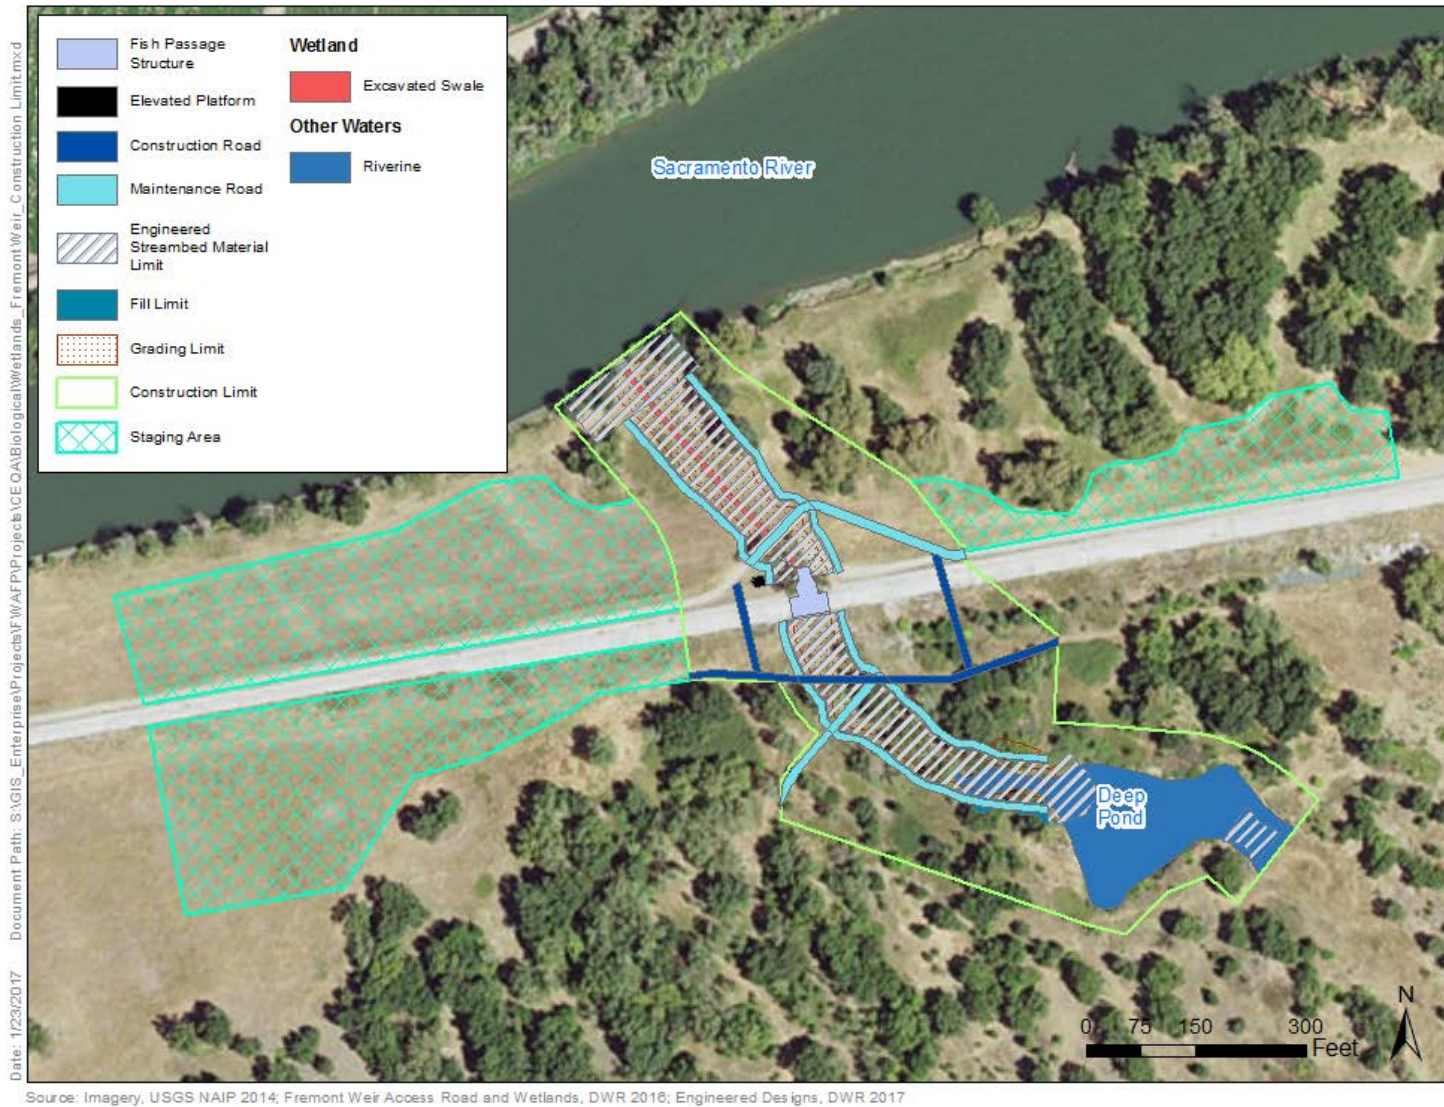 Fish Passage
Structure
Elevated Platform
Construction Road
Maintenance Road
Engineered
Streambed Material
Limit
Fill Limit
Grading Limit
Construction Limit
Staging Area
Wetland
Excavated Swale
Other Waters
Riverine
Sacramento River
Deep
Pond
N
0 75 150 300
Feet
Date: 1/23/2017 Document Path: S:\GIS_Enterprise\Projects\FWAFP\Projects\CEQA\Biological\Wetlands_FremontWeir_Construction Limit.mxd
Source: Imagery, USGS NAIP 2014; Fremont Weir Access Road and Wetlands, DWR 2016; Engineered Designs, DWR 2017